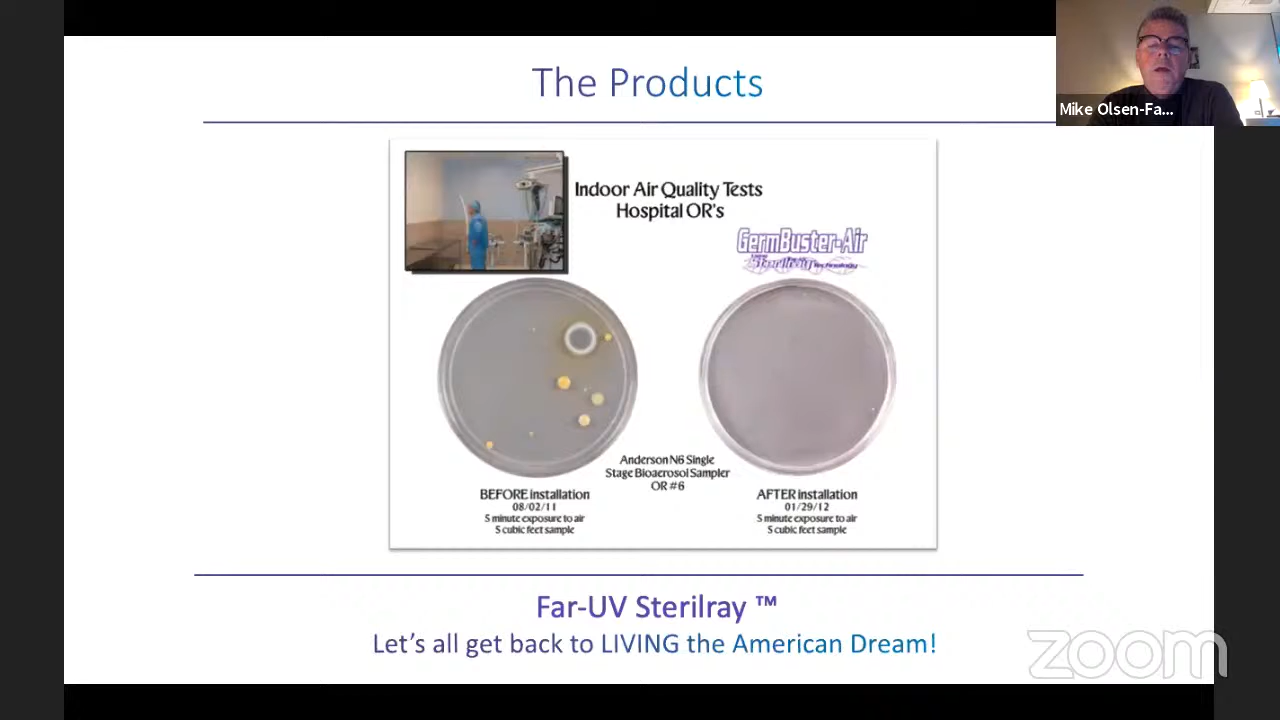 The Products
Mike Olsen-Fa...
Indoor Air Quality Tests
Hospital OR's
GermBuster-Air
Sterilray Technology
Anderson N6 Single
Stage Bioaerosol Sampler
OR #6
BEFORE installation
08/02/11
5 minute exposure to air
5 cubic feet sample
AFTER installation
01/29/12
5 minute exposure to air
5 cubic feet sample
Far-UV Sterilray ™
Let's all get back to LIVING the American Dream!
zoom